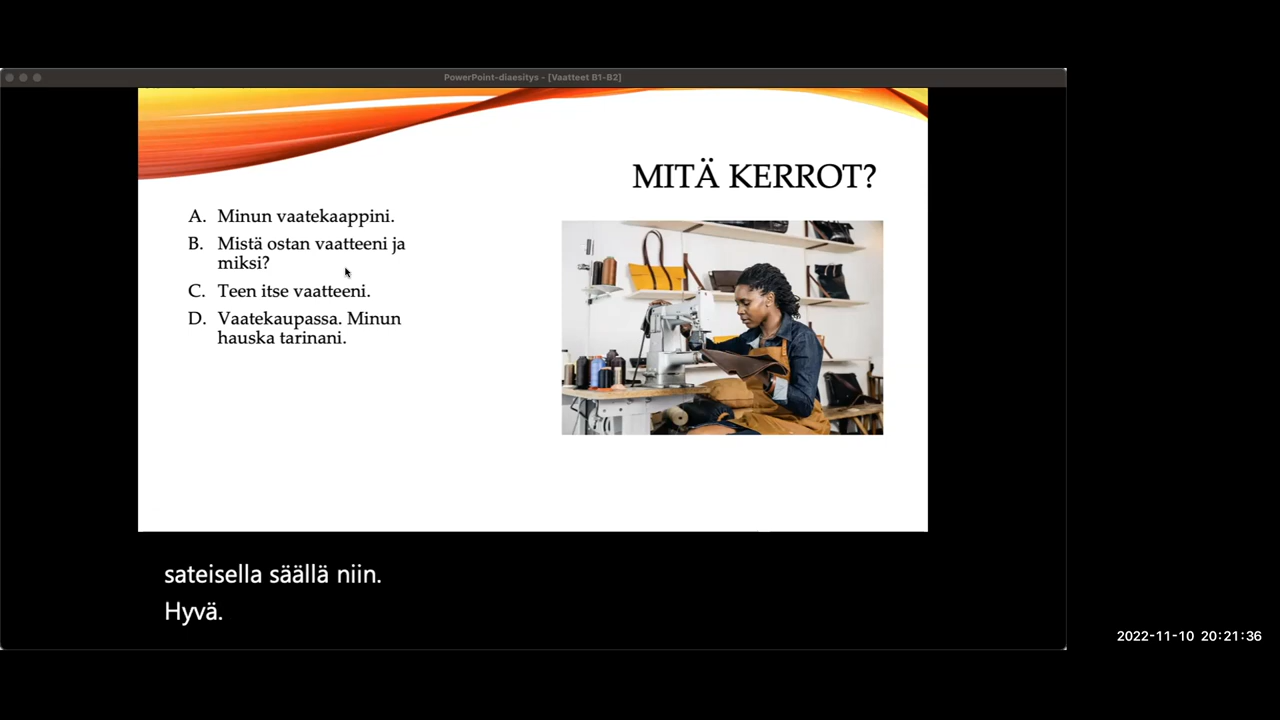 PowerPoint-diaesitys - [Vaatteet B1-B2]
MITÄ KERROT?
A. Minun vaatekaappini.
B. Mistä ostan vaatteeni ja
miksi?
C. Teen itse vaatteeni.
D. Vaatekaupassa. Minun
hauska tarinani.
sateisella säällä niin.
Hyvä.
2022-11-10 20:21:36